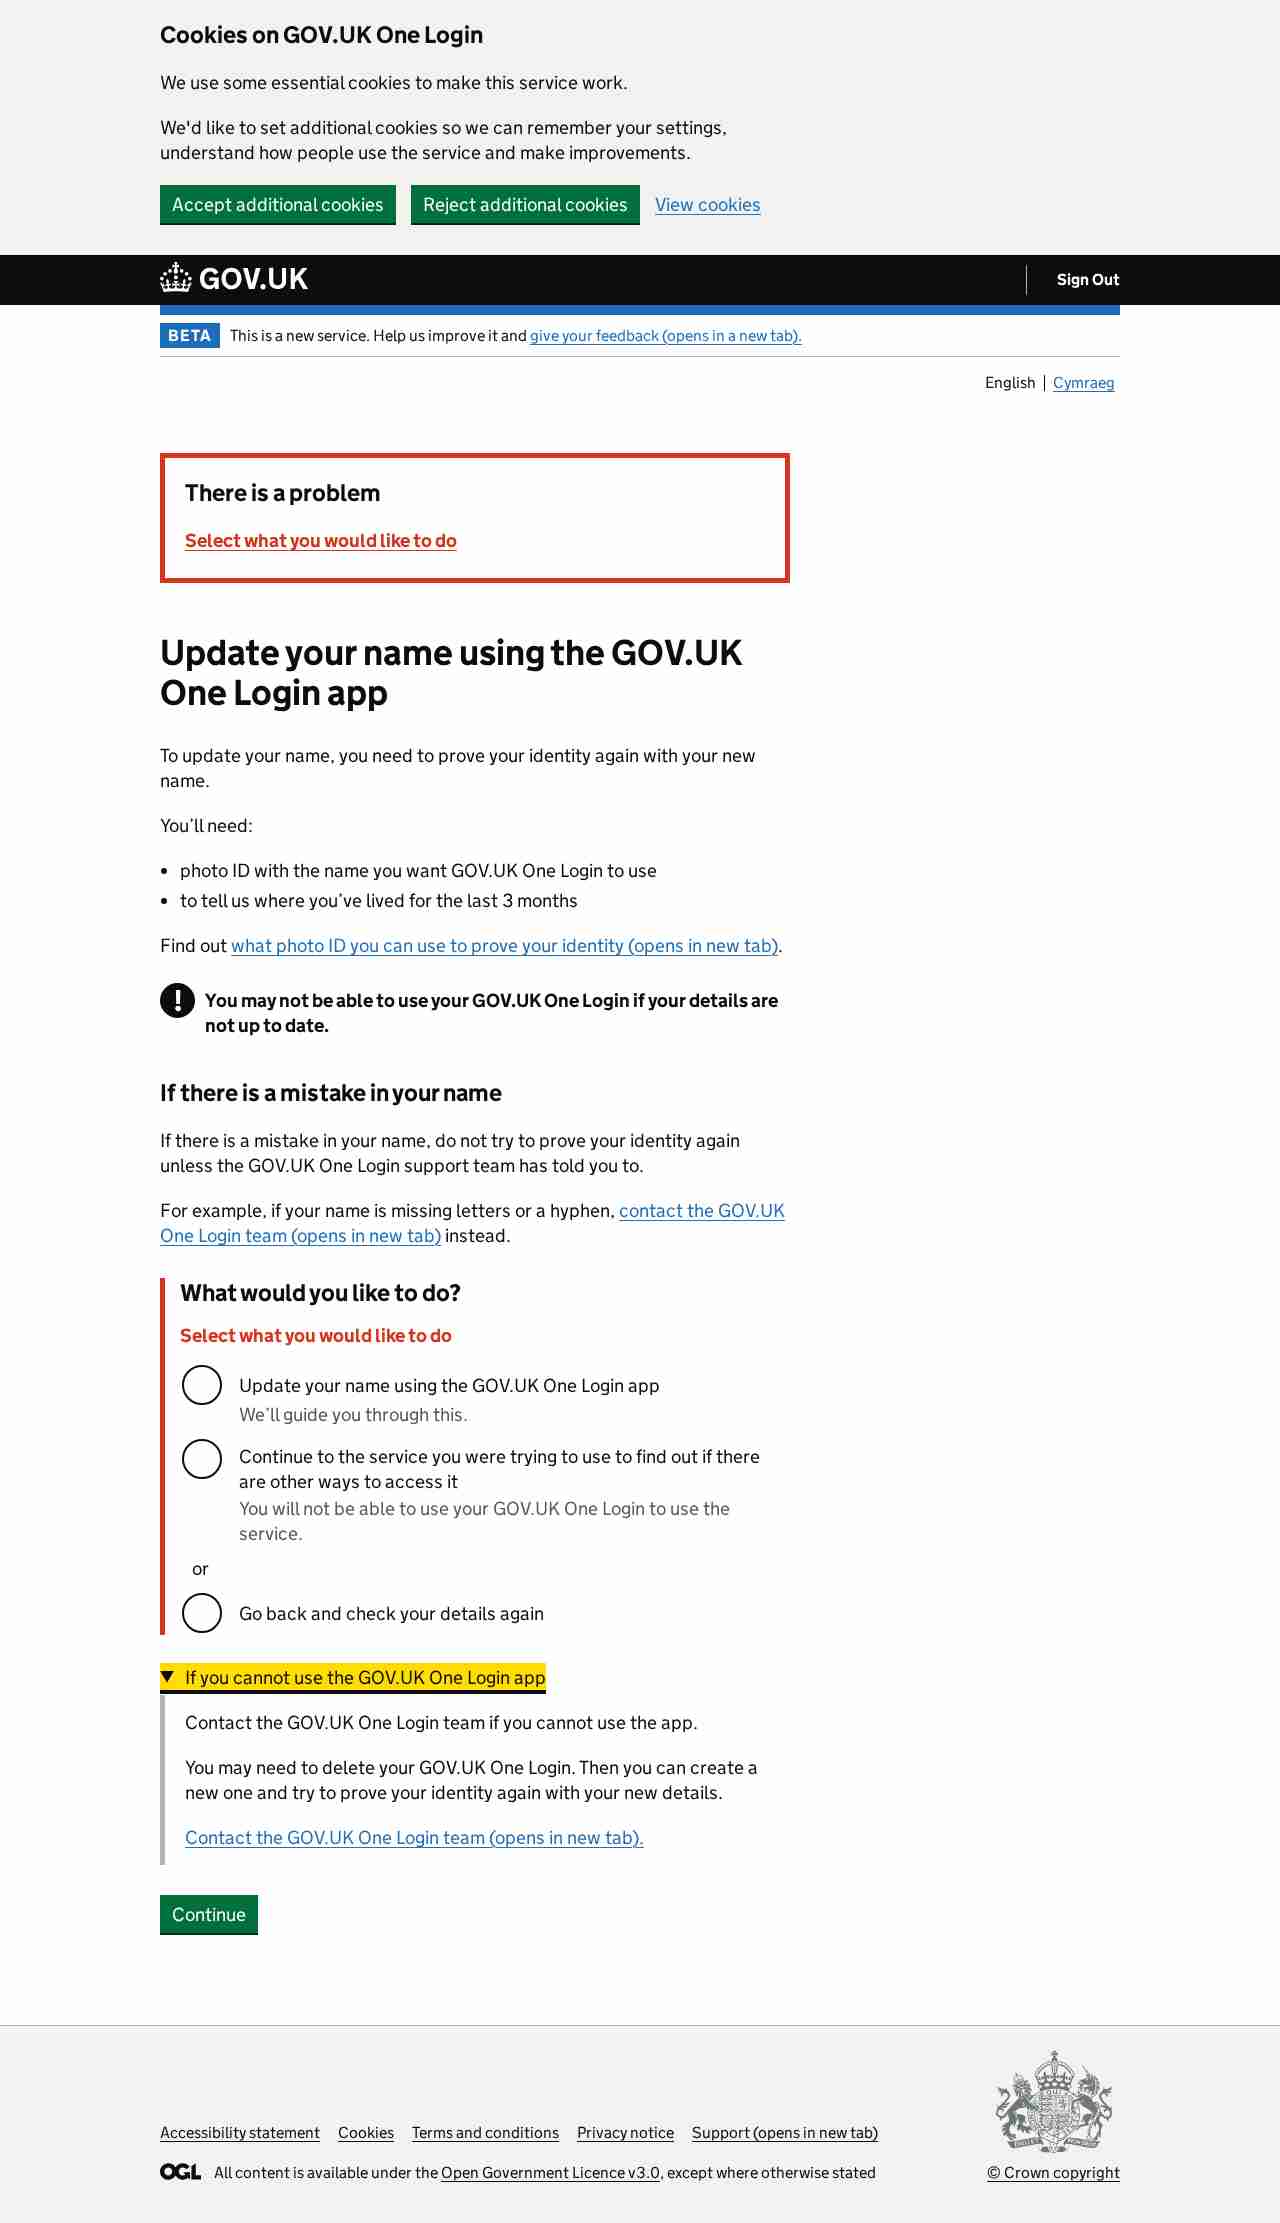 Cookies on GOV.UK One Login
We use some essential cookies to make this service work.
We'd like to set additional cookies so we can remember your settings,
understand how people use the service and make improvements.
Accept additional cookies Reject additional cookies View cookies
GOV.UK Sign Out
BETA This is a new service. Help us improve it and give your feedback (opens in a new tab).
English Cymraeg
There is a problem
Select what you would like to do
Update your name using the GOV.UK
One Login app
To update your name, you need to prove your identity again with your new
name.
You’ll need:
• photo ID with the name you want GOV.UK One Login to use
• to tell us where you’ve lived for the last 3 months
Find out what photo ID you can use to prove your identity (opens in new tab).
! You may not be able to use your GOV.UK One Login if your details are
not up to date.
If there is a mistake in your name
If there is a mistake in your name, do not try to prove your identity again
unless the GOV.UK One Login support team has told you to.
For example, if your name is missing letters or a hyphen, contact the GOV.UK
One Login team (opens in new tab) instead.
What would you like to do?
Select what you would like to do
Update your name using the GOV.UK One Login app
We’ll guide you through this.
Continue to the service you were trying to use to find out if there
are other ways to access it
You will not be able to use your GOV.UK One Login to use the
service.
or
Go back and check your details again
If you cannot use the GOV.UK One Login app
Contact the GOV.UK One Login team if you cannot use the app.
You may need to delete your GOV.UK One Login. Then you can create a
new one and try to prove your identity again with your new details.
Contact the GOV.UK One Login team (opens in new tab).
Continue
Accessibility statement Cookies Terms and conditions Privacy notice Support (opens in new tab)
OGL All content is available under the Open Government Licence v3.0, except where otherwise stated
© Crown copyright